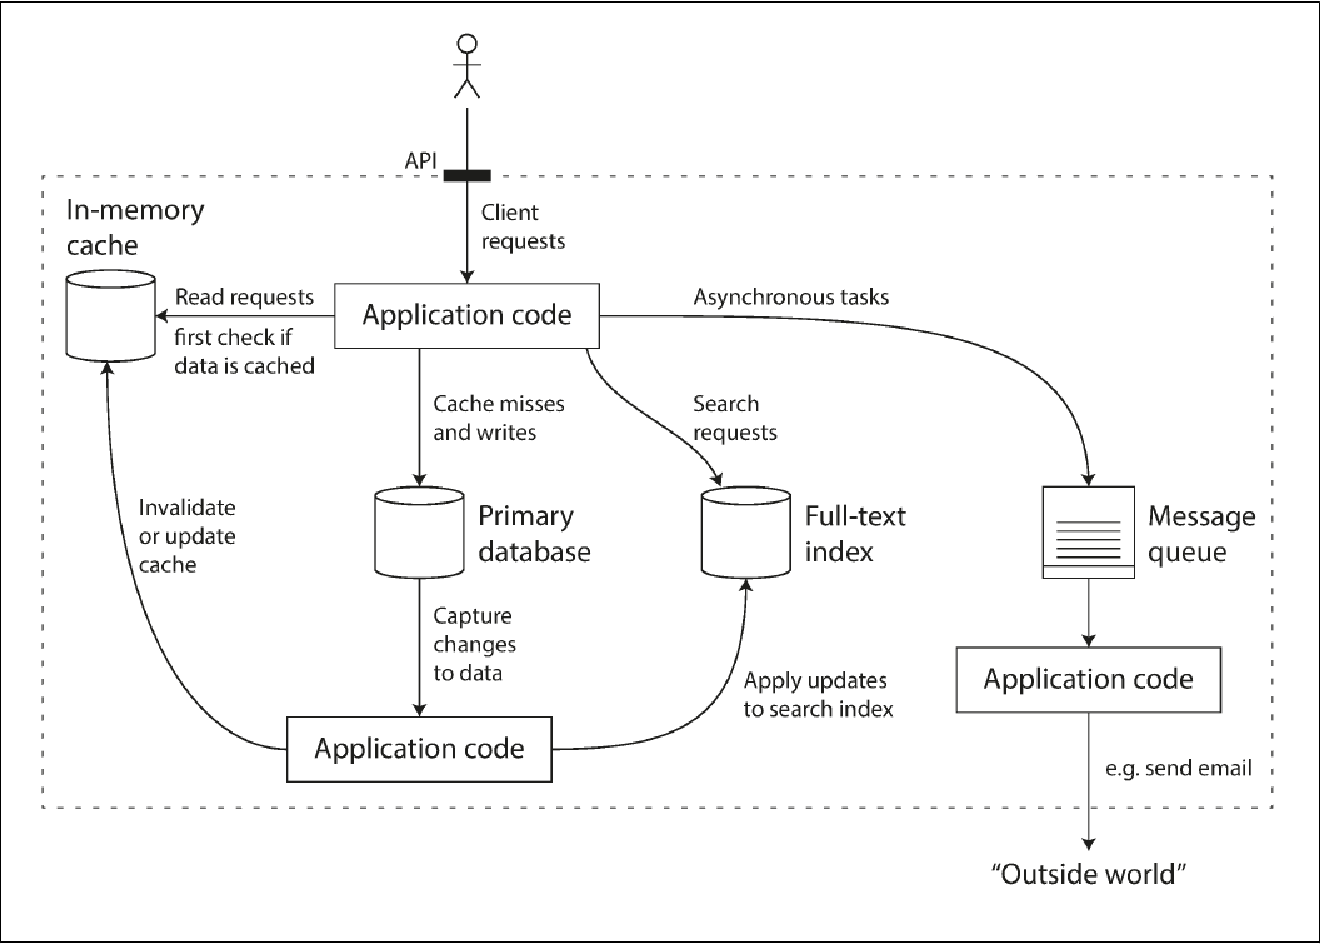 API
Client
requests
In-memory
cache
Read requests
first check if
data is cached
Application code
Asynchronous tasks
Cache misses
and writes
Search
requests
Invalidate
or update
cache
Primary
database
Full-text
index
Message
queue
Capture
changes
to data
Apply updates
to search index
Application code
Application code
e.g. send email
“Outside world”